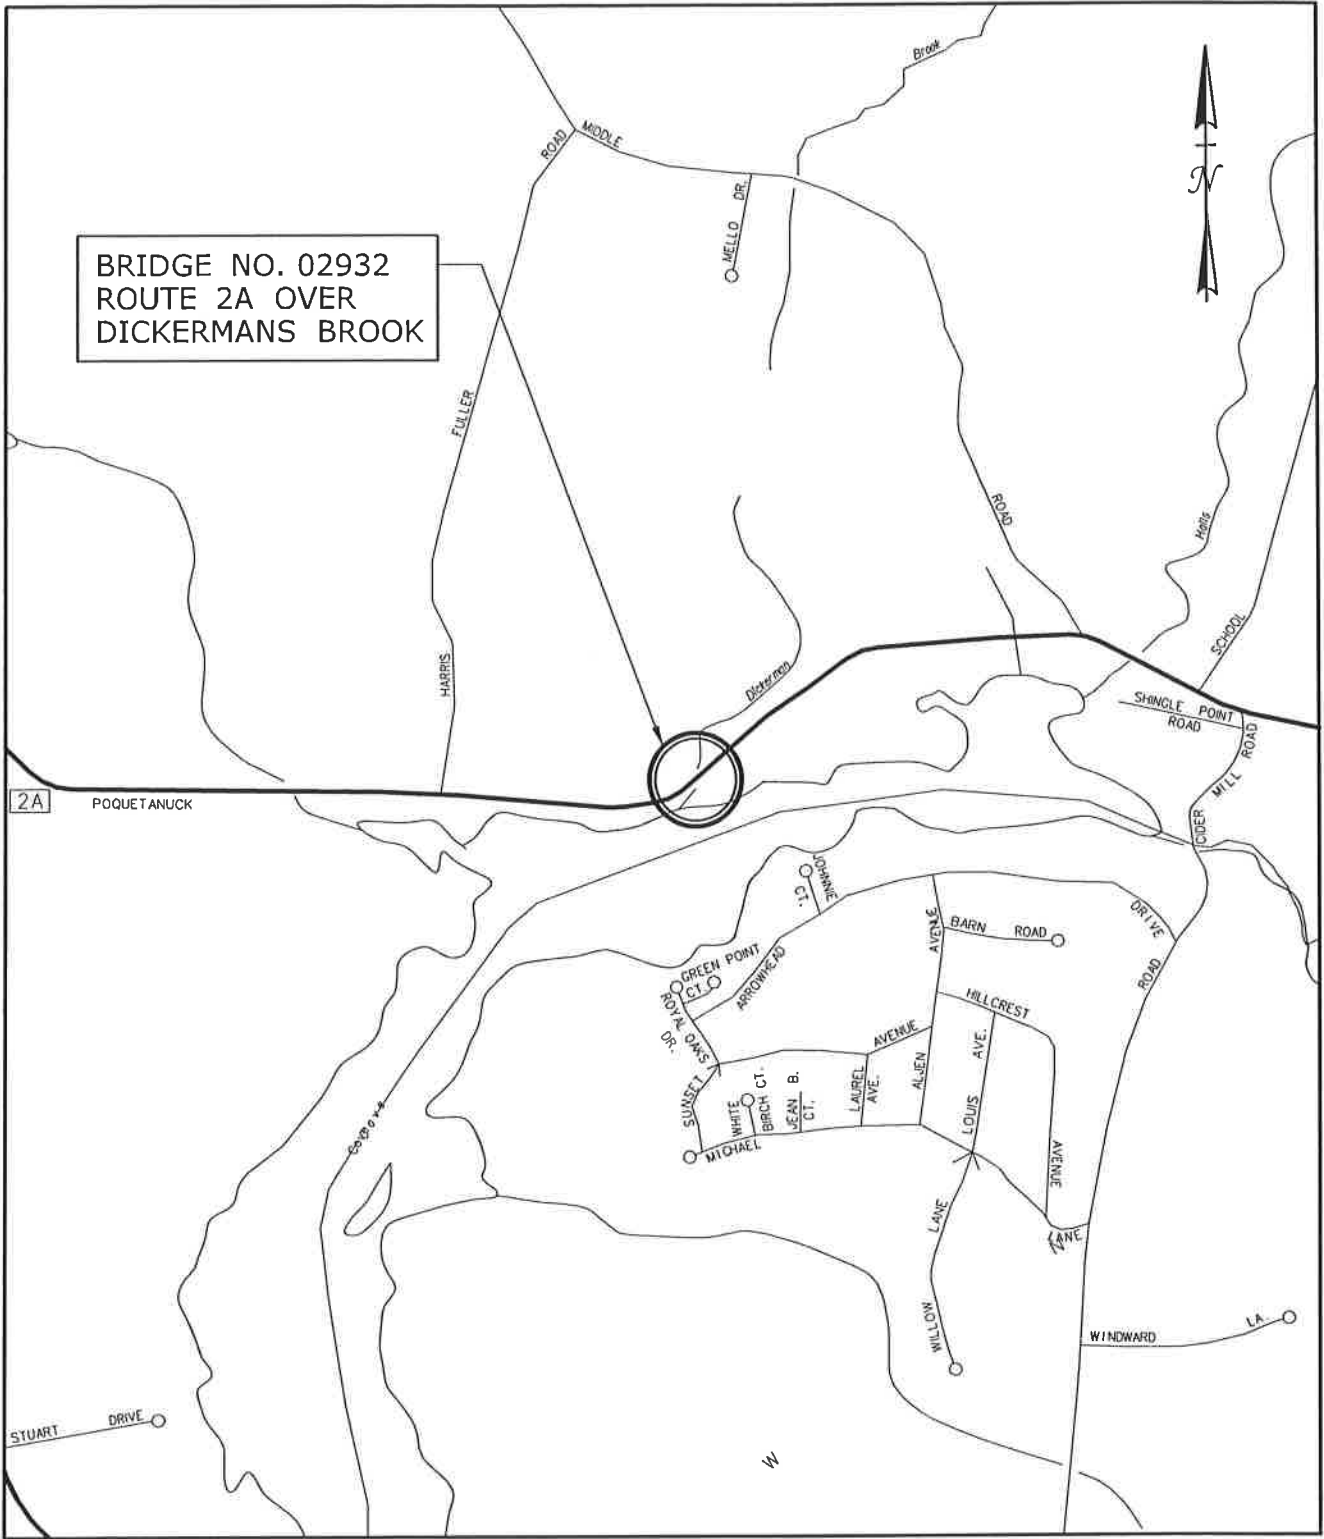 Brook
ROAD
MIDDLE
MELLO DR.
N
BRIDGE NO. 02932
ROUTE 2A OVER
DICKERMANS BROOK
FULLER
ROAD
Halls
SCHOOL
HARRIS
Dickerman
SHINGLE POINT
ROAD
2A
POQUETANUCK
CIDER MILL ROAD
JOHNNIE
CT.
DRIVE
AVENUE
BARN ROAD
GREEN POINT
CT.
ARROWHEAD
ROYAL OAKS
DR.
ROAD
HILLCREST
AVENUE
AVE.
ALJEN
LAUREL
AVE.
SUNSET
WHITE
BIRCH CT.
JEAN B.
CT.
LOUIS
MICHAEL
AVENUE
LANE
LANE
WILLOW
WINDWARD LA.
STUART DRIVE
W